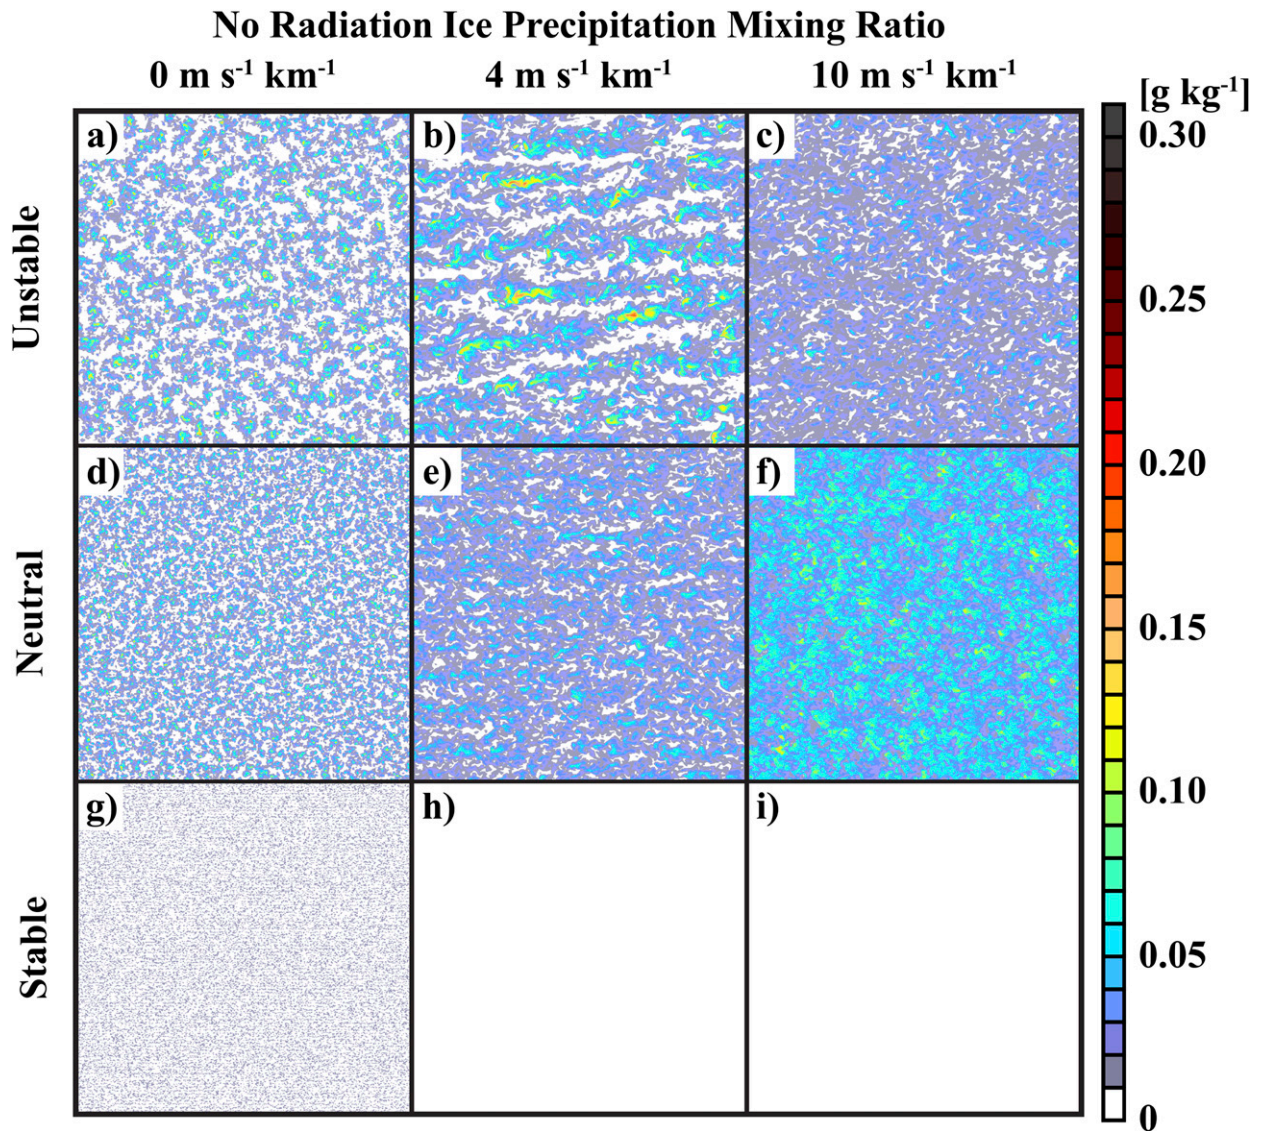 No Radiation Ice Precipitation Mixing Ratio
0 m s⁻¹ km⁻¹ 4 m s⁻¹ km⁻¹ 10 m s⁻¹ km⁻¹
[g kg⁻¹]
a) b) c)
Unstable
d) e) f)
Neutral
g) h) i)
Stable
0.30
0.25
0.20
0.15
0.10
0.05
0